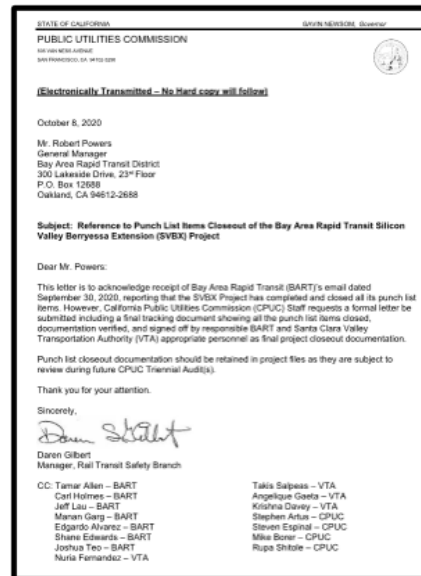 STATE OF CALIFORNIA GAVIN NEWSOM, Governor
PUBLIC UTILITIES COMMISSION
505 VAN NESS AVENUE
SAN FRANCISCO, CA 94102-3298
(Electronically Transmitted – No Hard copy will follow)
October 8, 2020
Mr. Robert Powers
General Manager
Bay Area Rapid Transit District
300 Lakeside Drive, 23rd Floor
P.O. Box 12688
Oakland, CA 94612-2688
Subject: Reference to Punch List Items Closeout of the Bay Area Rapid Transit Silicon
Valley Berryessa Extension (SVBX) Project
Dear Mr. Powers:
This letter is to acknowledge receipt of Bay Area Rapid Transit (BART)'s email dated
September 30, 2020, reporting that the SVBX Project has completed and closed all its punch list
items. However, California Public Utilities Commission (CPUC) Staff requests a formal letter be
submitted including a final tracking document showing all the punch list items closed,
documentation verified, and signed off by responsible BART and Santa Clara Valley
Transportation Authority (VTA) appropriate personnel as final project closeout documentation.
Punch list closeout documentation should be retained in project files as they are subject to
review during future CPUC Triennial Audit(s).
Thank you for your attention.
Sincerely,
Daren Gilbert
Daren Gilbert
Manager, Rail Transit Safety Branch
CC: Tamar Allen – BART
Carl Holmes – BART
Jeff Lau – BART
Manan Garg – BART
Edgardo Alvarez – BART
Shane Edwards – BART
Joshua Teo – BART
Nuria Fernandez – VTA
Takis Salpeas – VTA
Angelique Gaeta – VTA
Krishna Davey – VTA
Stephen Artus – CPUC
Steven Espinal – CPUC
Mike Borer – CPUC
Rupa Shitole – CPUC